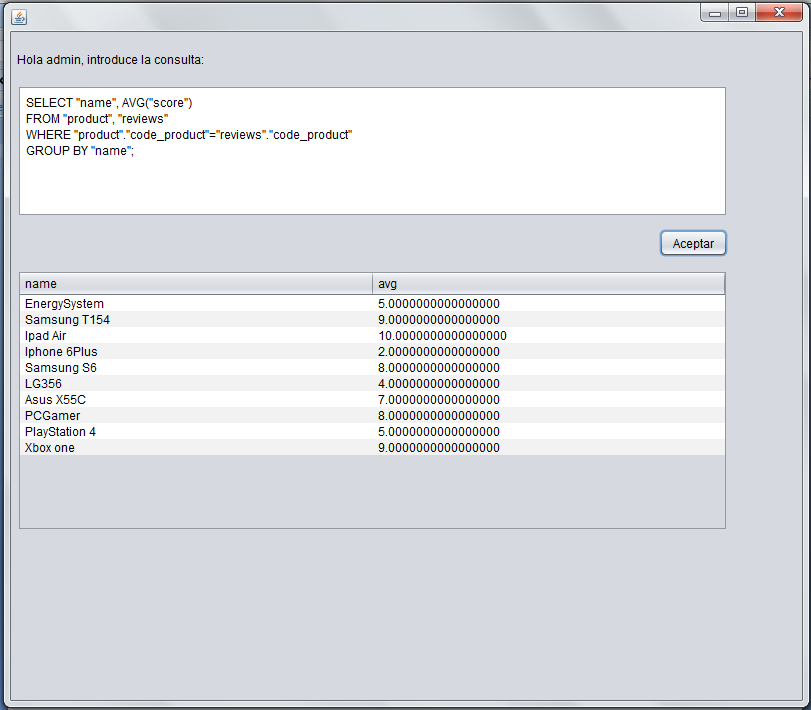 Hola admin, introduce la consulta:
SELECT "name", AVG("score")
FROM "product", "reviews"
WHERE "product"."code_product"="reviews"."code_product"
GROUP BY "name";
Aceptar
name avg
EnergySystem 5.0000000000000000
Samsung T154 9.0000000000000000
Ipad Air 10.0000000000000000
Iphone 6Plus 2.0000000000000000
Samsung S6 8.0000000000000000
LG356 4.0000000000000000
Asus X55C 7.0000000000000000
PCGamer 8.0000000000000000
PlayStation 4 5.0000000000000000
Xbox one 9.0000000000000000